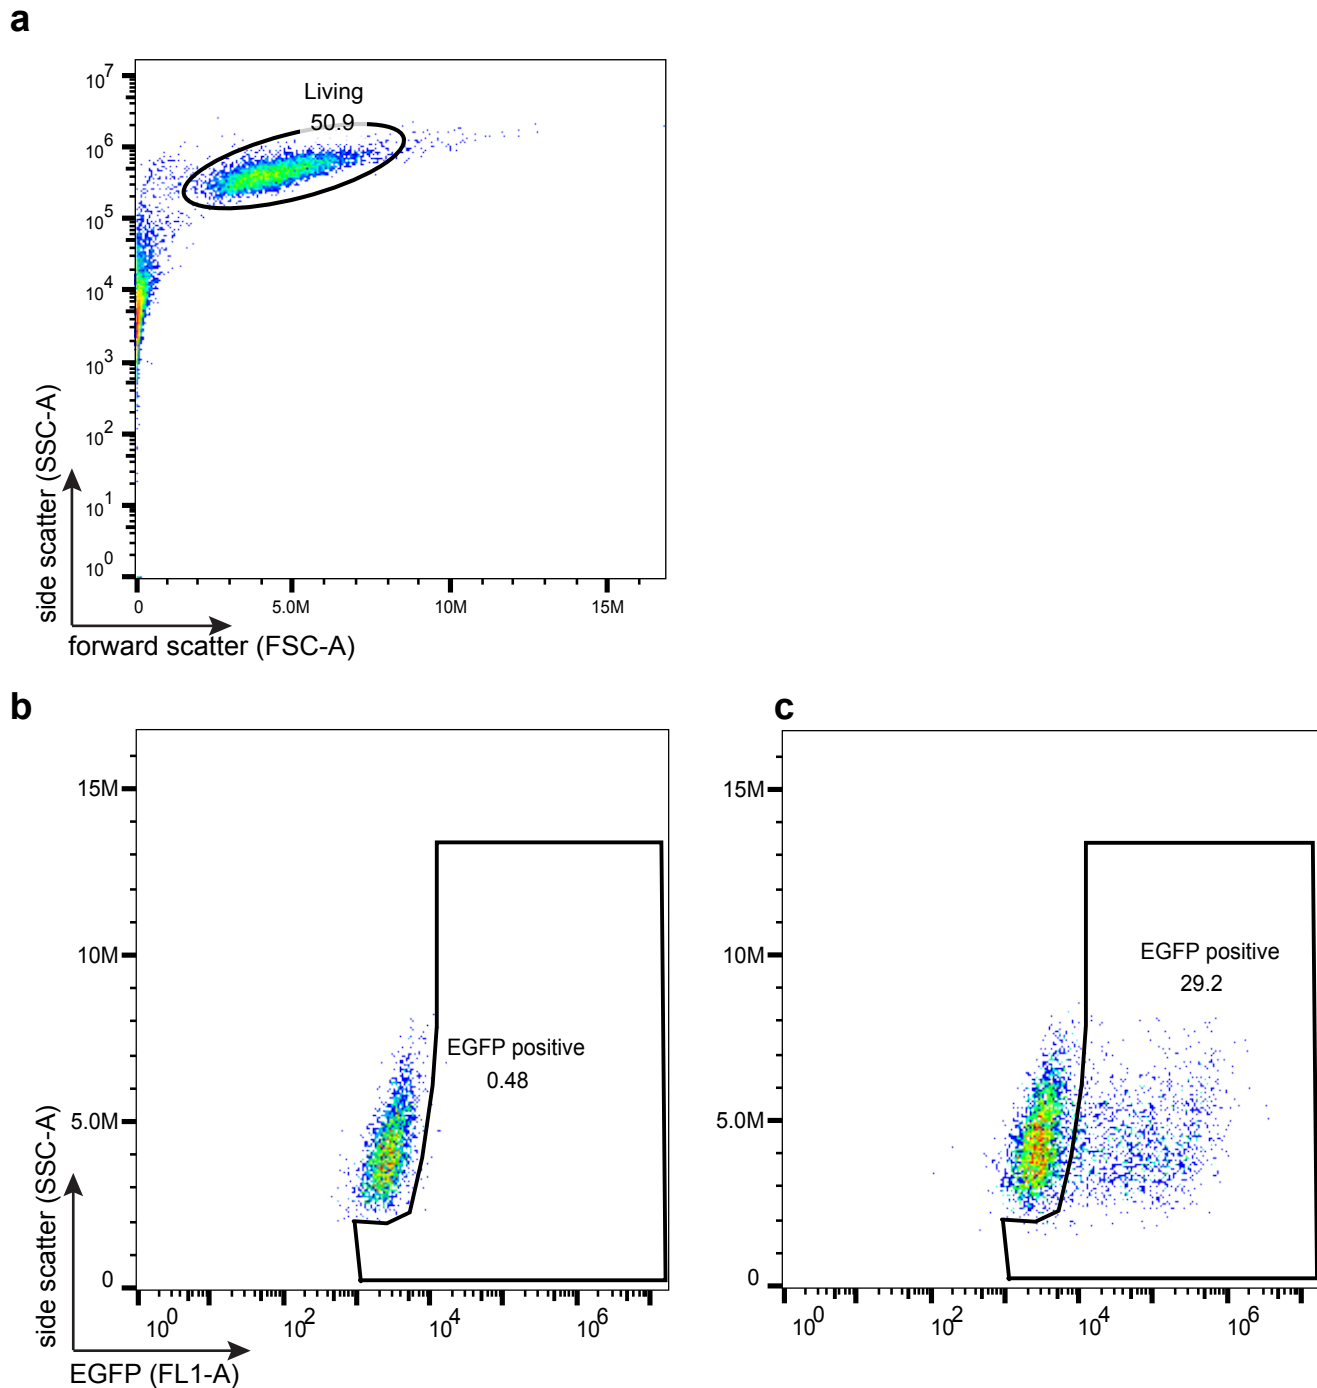 a
Living
50.9
10^7
10^6
10^5
10^4
10^3
10^2
10^1
10^0
side scatter (SSC-A)
0
5.0M
10M
15M
forward scatter (FSC-A)
b
15M
10M
5.0M
0
side scatter (SSC-A)
EGFP positive
0.48
10^0
10^2
10^4
10^6
EGFP (FL1-A)
c
15M
10M
5.0M
0
EGFP positive
29.2
10^0
10^2
10^4
10^6